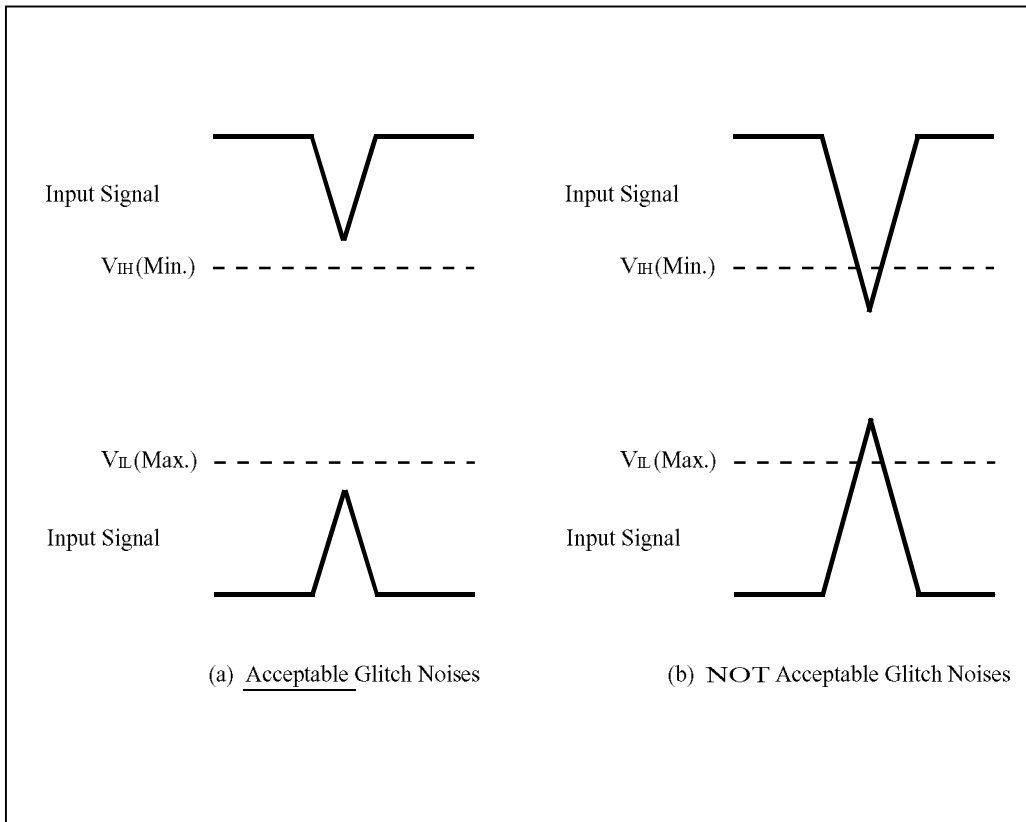 Input Signal
VIH(Min.)
VIL(Max.)
Input Signal
(a) Acceptable Glitch Noises
Input Signal
VIH(Min.)
VIL(Max.)
Input Signal
(b) NOT Acceptable Glitch Noises